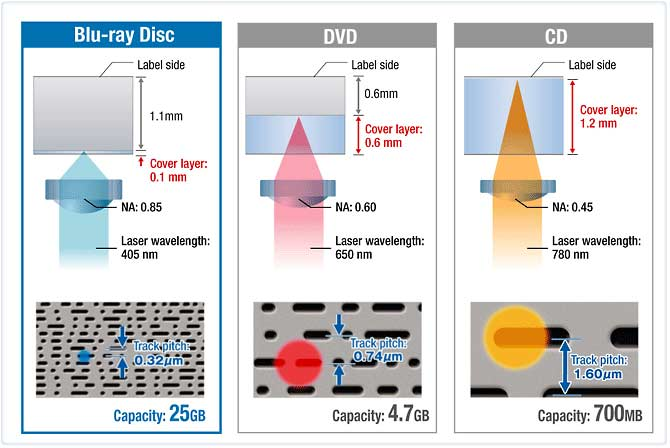 Blu-ray Disc
Label side
1.1mm
Cover layer:
0.1 mm
NA: 0.85
Laser wavelength:
405 nm
Track pitch:
0.32μm
Capacity: 25GB
DVD
Label side
0.6mm
Cover layer:
0.6 mm
NA: 0.60
Laser wavelength:
650 nm
Track pitch:
0.74μm
Capacity: 4.7GB
CD
Label side
Cover layer:
1.2 mm
NA: 0.45
Laser wavelength:
780 nm
Track pitch:
1.60μm
Capacity: 700MB